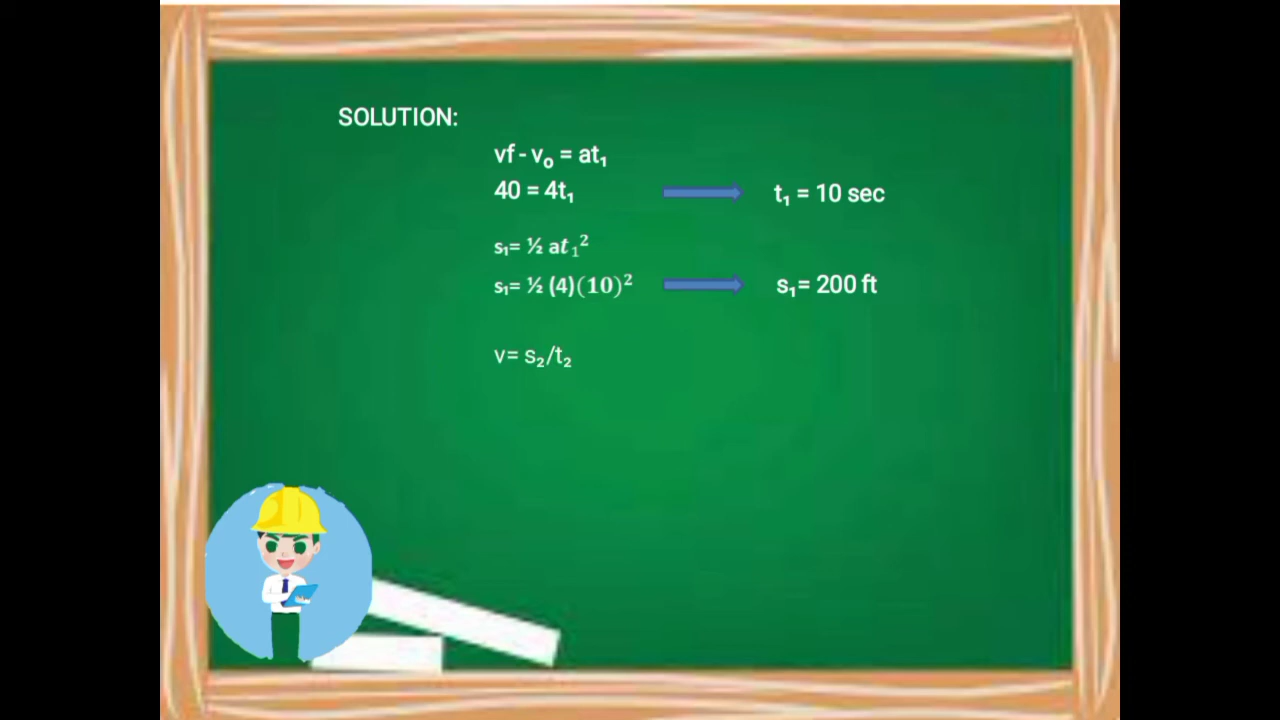 SOLUTION:
vf - v₀ = at₁
40 = 4t₁ t₁ = 10 sec
s₁= ½ at₁²
s₁= ½ (4)(10)² s₁= 200 ft
v= s₂/t₂